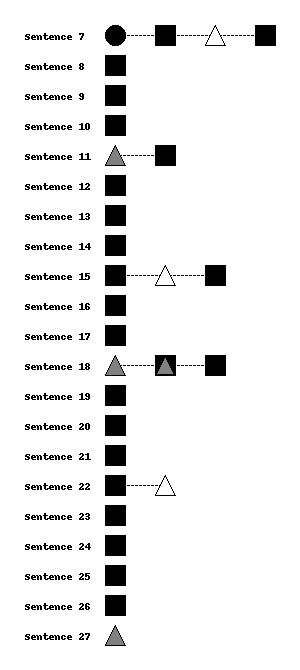 Sentence 7
Sentence 8
Sentence 9
Sentence 10
Sentence 11
Sentence 12
Sentence 13
Sentence 14
Sentence 15
Sentence 16
Sentence 17
Sentence 18
Sentence 19
Sentence 20
Sentence 21
Sentence 22
Sentence 23
Sentence 24
Sentence 25
Sentence 26
Sentence 27